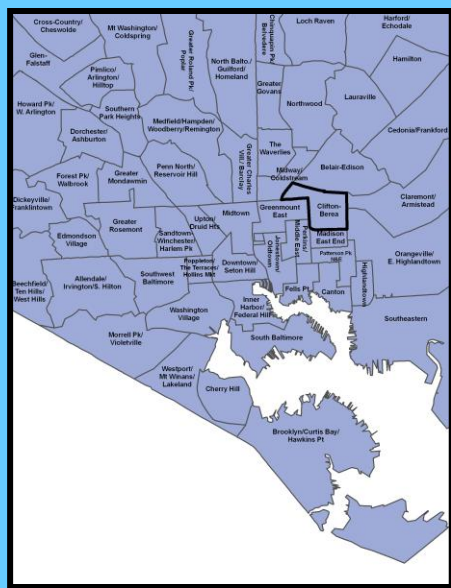 Cross-Country/
Cheswolde
Mt Washington/
Coldspring
Greater Roland Pk/
Poplar
Chinquapin Pk/
Belvedere
Loch Raven
Harford/
Echodale
Glen-
Falstaff
Pimlico/
Arlington/
Hilltop
North Balto./
Guilford/
Homeland
Greater
Govans
Hamilton
Howard Pk/
W. Arlington
Southern
Park Heights
Northwood
Lauraville
Dorchester/
Ashburton
Medfield/Hampden/
Woodberry/Remington
Cedonia/Frankford
The
Waverlies
Forest Pk/
Walbrook
Greater
Mondawmin
Penn North/
Reservoir Hill
Greater Charles
Vill./ Barclay
Midway/
Coldstream
Belair-Edison
Dickeyville/
Franklintown
Greater
Rosemont
Upton/
Druid Hts
Midtown
Greenmount
East
Clifton-
Berea
Claremont/
Armistead
Edmondson
Village
Sandtown-
Winchester/
Harlem Pk
Jonestown/
Oldtown
Perkins/
Middle East
Madison
East End
Orangeville/
E. Highlandtown
Beechfield/
Ten Hills/
West Hills
Allendale/
Irvington/S. Hilton
Southwest
Baltimore
Poppleton/
The Terraces/
Hollins Mkt
Downtown/
Seton Hill
Patterson Pk
Highlandtown
Fells Pt
Canton
Washington
Village
Inner
Harbor/
Federal Hill
Southeastern
Morrell Pk/
Violetville
South Baltimore
Westport/
Mt Winans/
Lakeland
Cherry Hill
Brooklyn/Curtis Bay/
Hawkins Pt